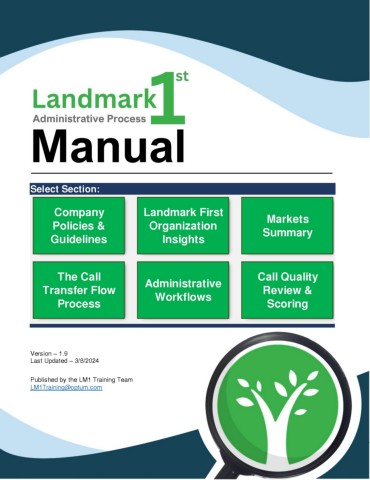 Landmark 1st
Administrative Process
Manual
Select Section:
Company
Policies &
Guidelines
Landmark First
Organization
Insights
Markets
Summary
The Call
Transfer Flow
Process
Administrative
Workflows
Call Quality
Review &
Scoring
Version – 1.9
Last Updated – 3/8/2024
Published by the LM1 Training Team
LM1Training@optum.com